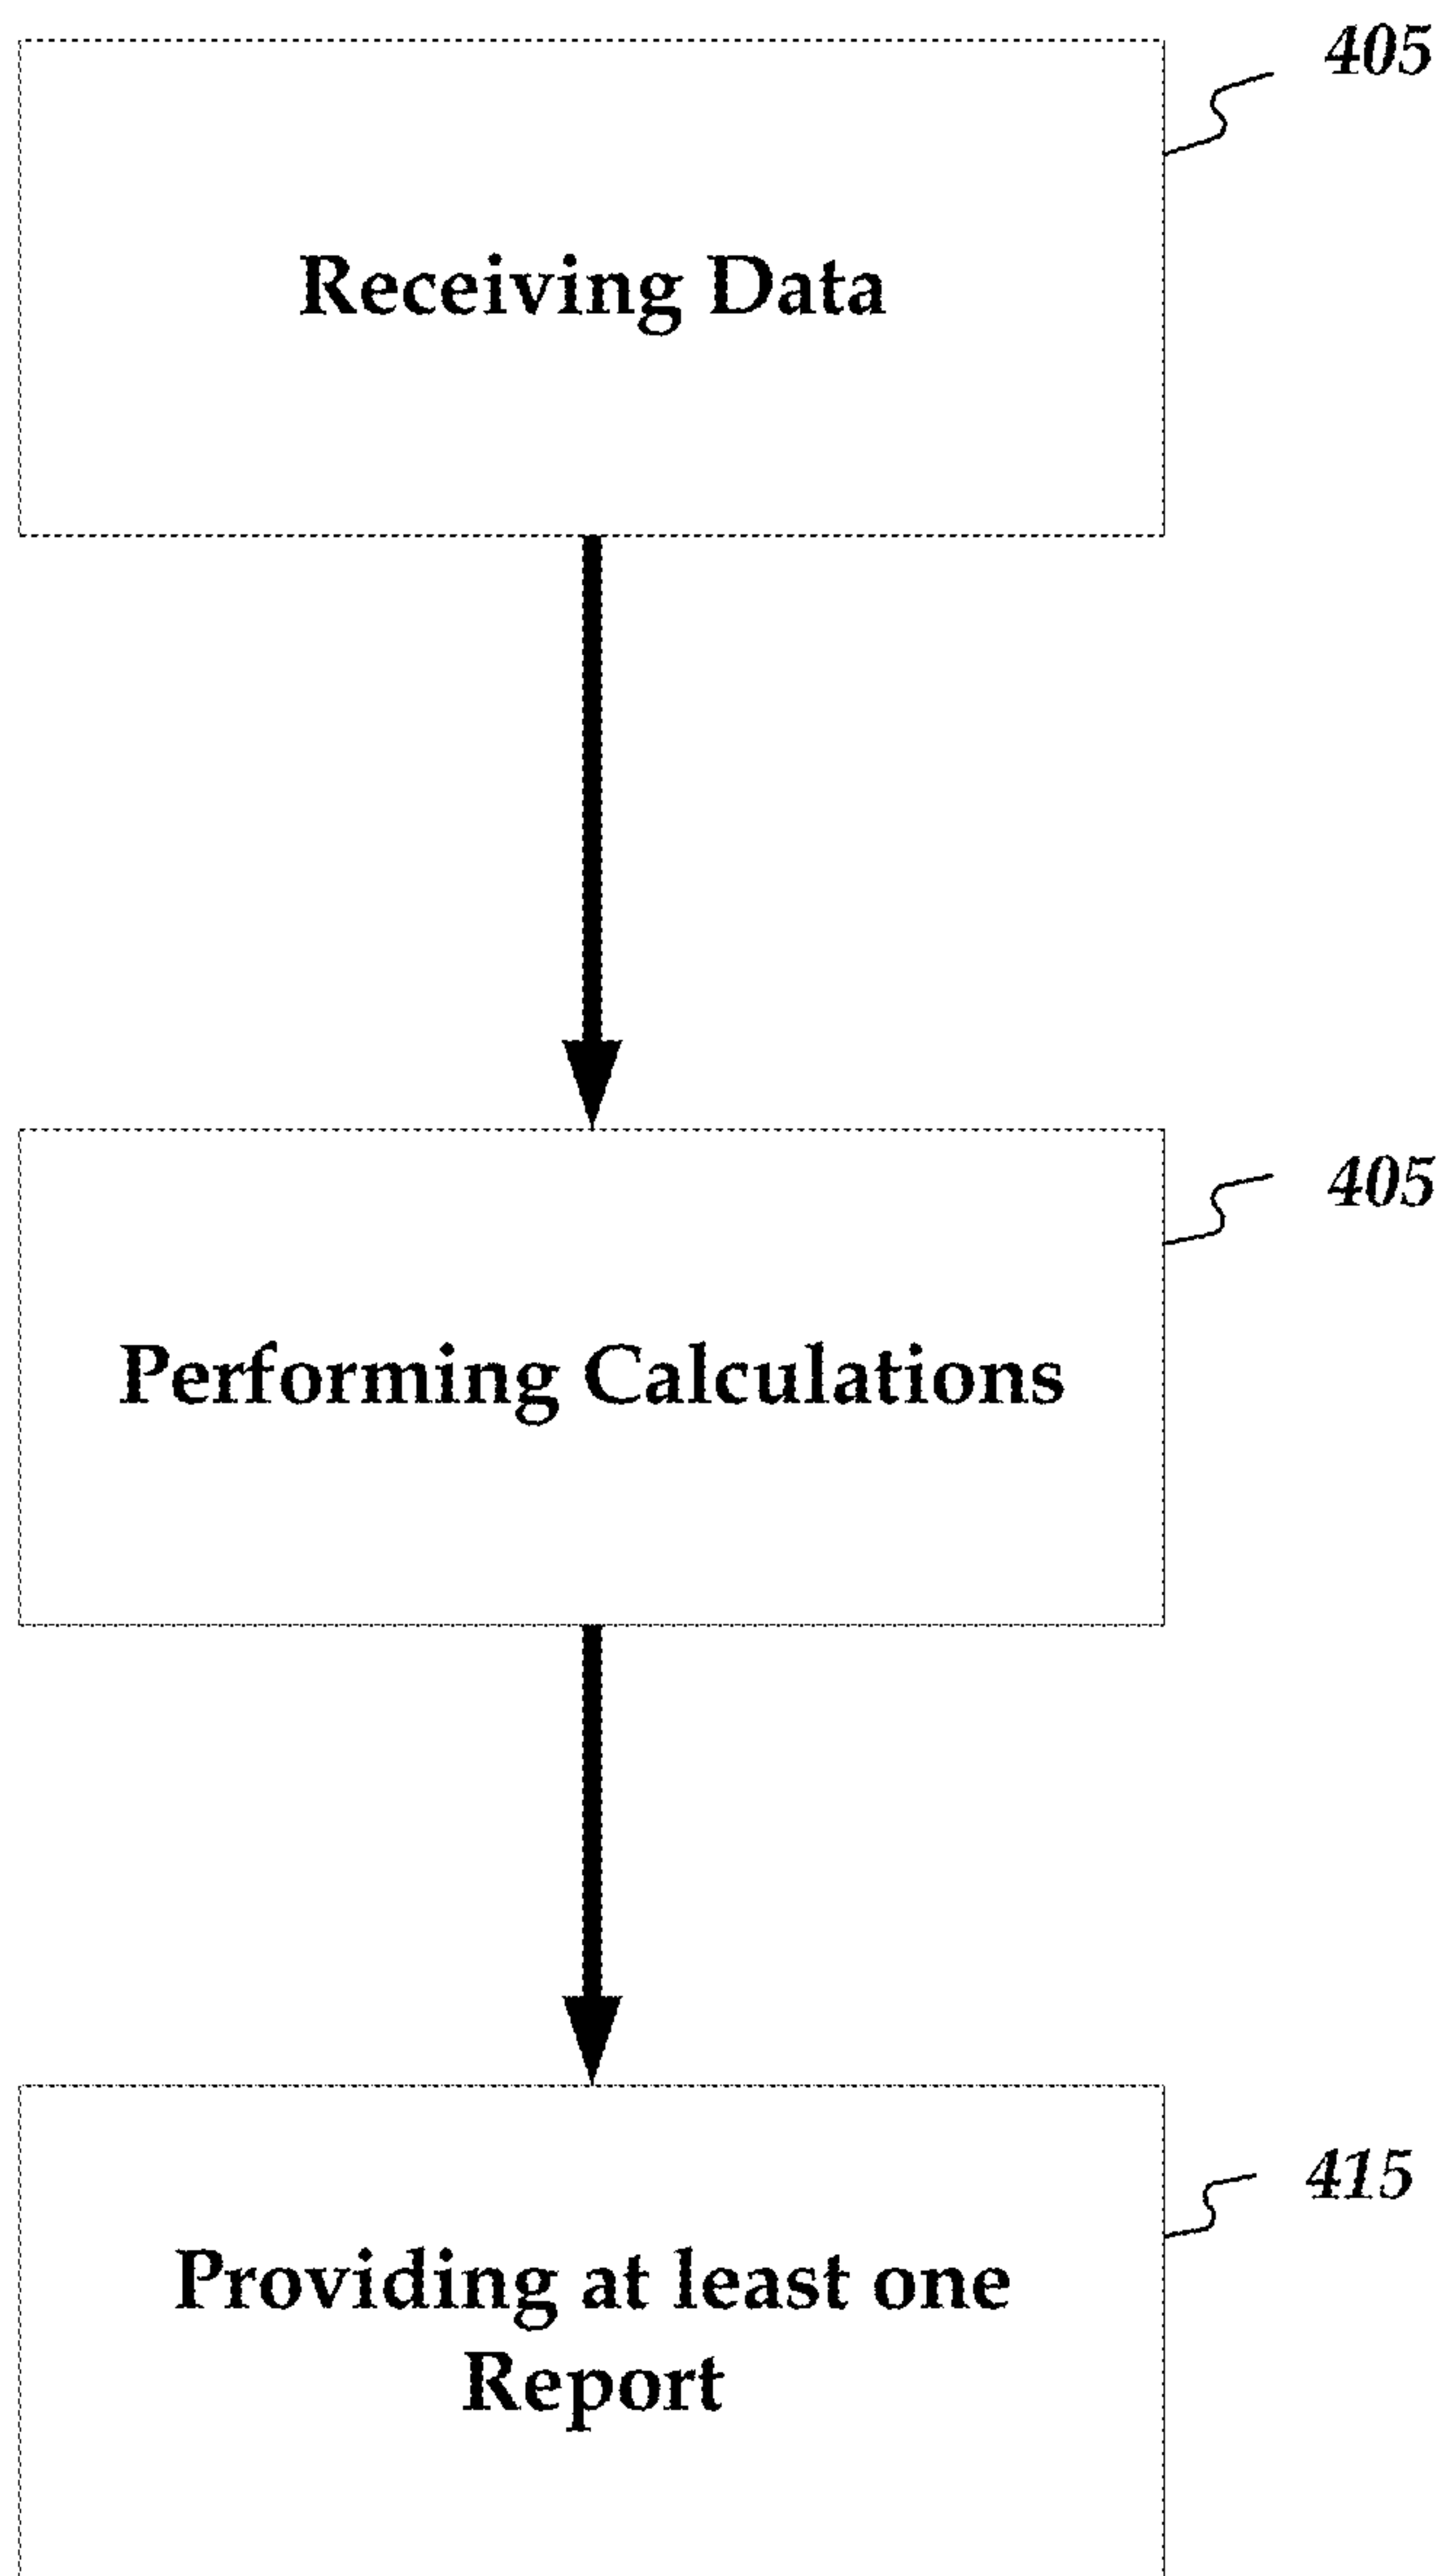 405
Receiving Data
405
Performing Calculations
415
Providing at least one
Report